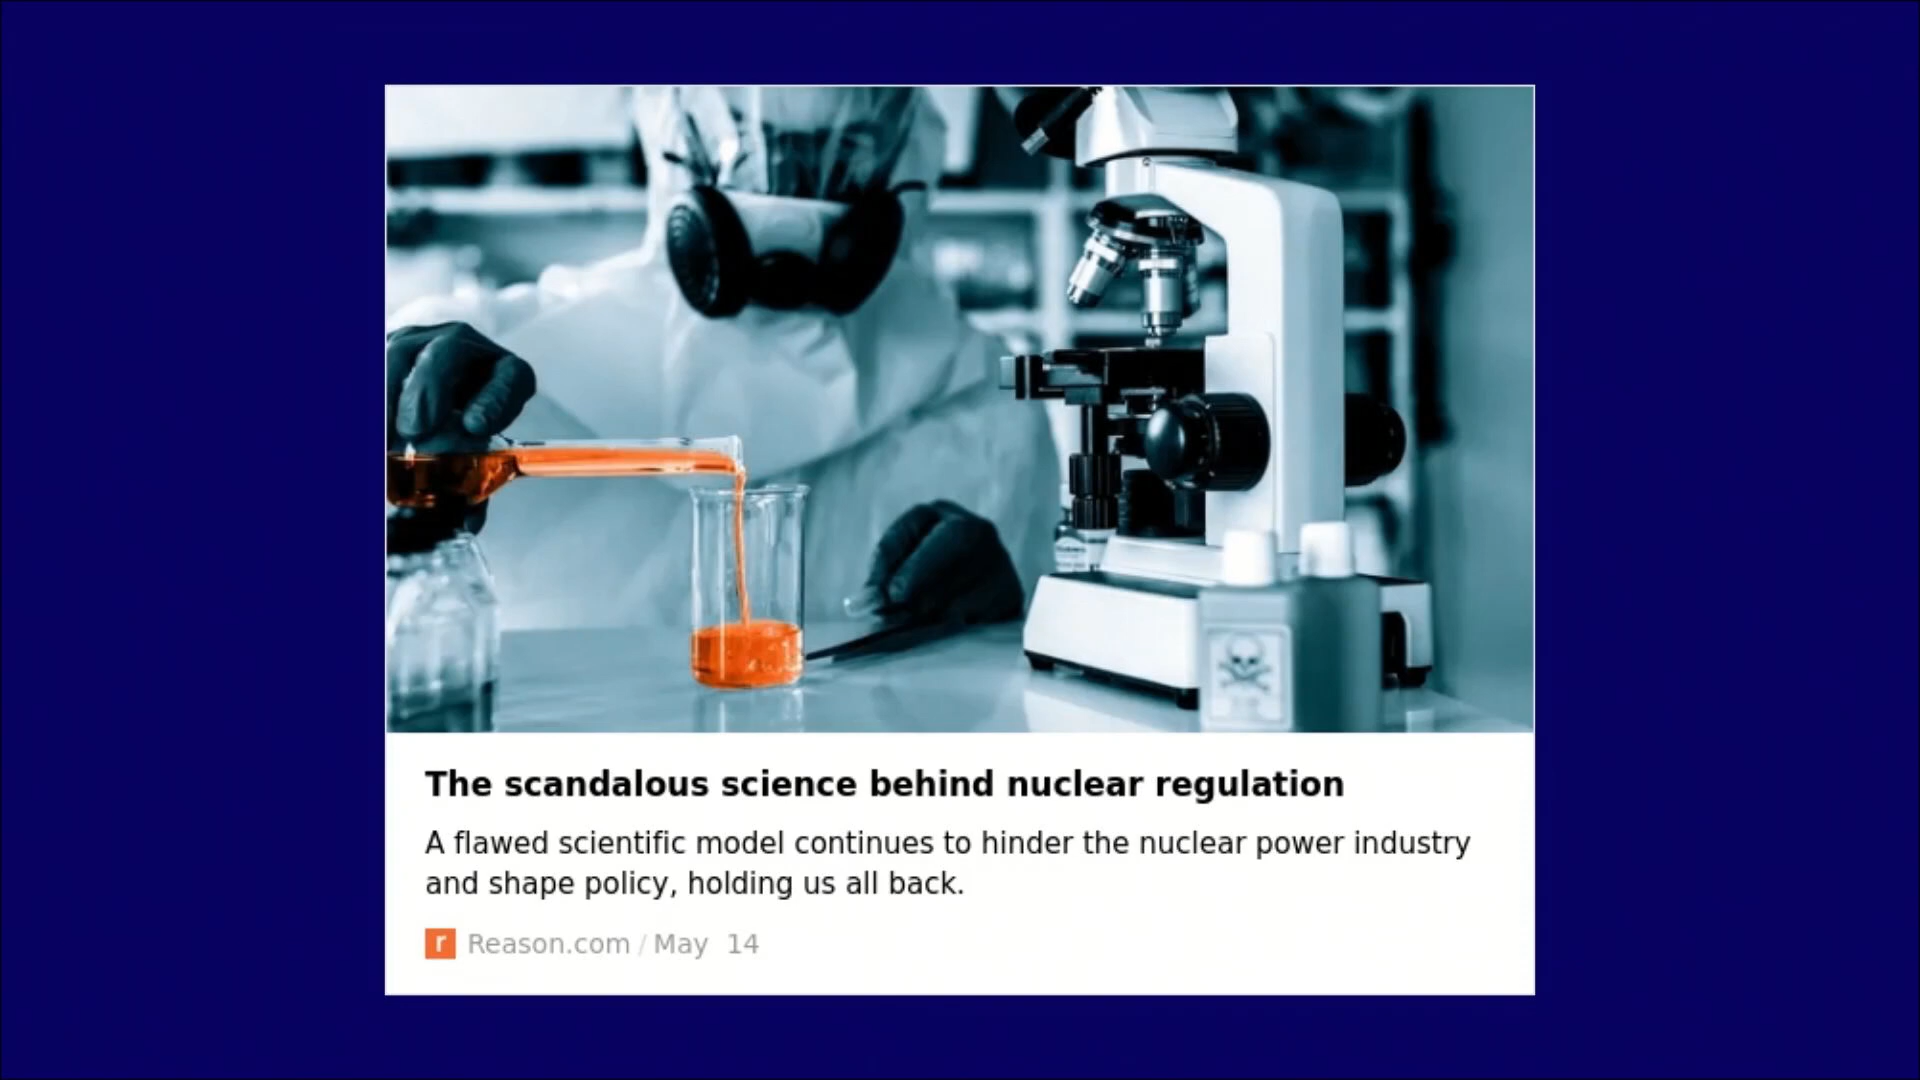 The scandalous science behind nuclear regulation
A flawed scientific model continues to hinder the nuclear power industry
and shape policy, holding us all back.
r Reason.com / May 14